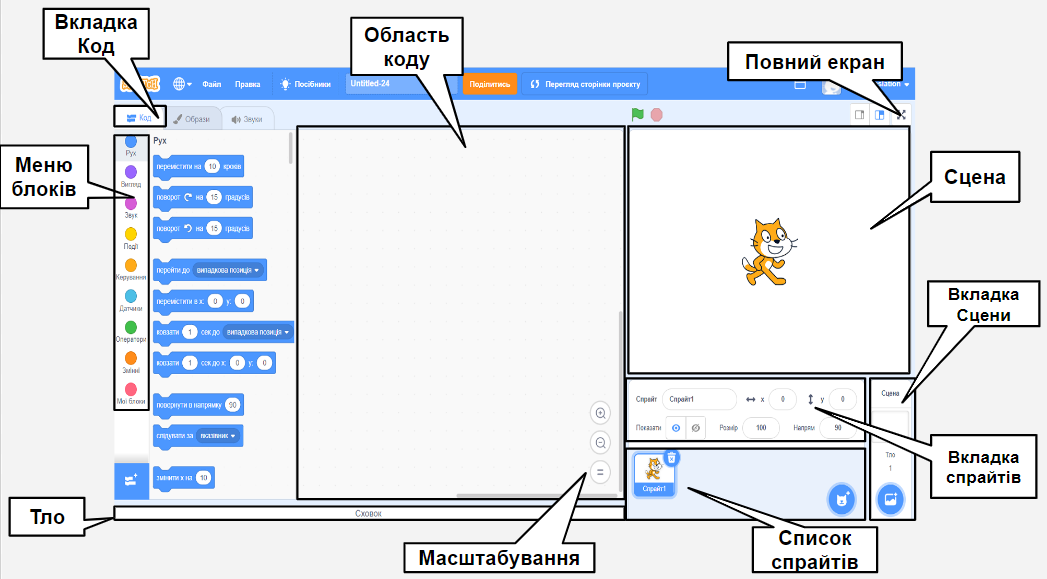 Вкладка
Код
Область
коду
Повний екран
Файл Правка Посібники Untitled-24 Поділитись Перегляд сторінки проєкту
Код Образи Звуки
Меню
блоків
Рух
Вигляд
Звук
Події
Керування
Датчики
Оператори
Змінні
Мої блоки
Рух
перемістити на 10 кроків
поворот на 15 градусів
поворот на 15 градусів
перейти до випадкова позиція
перемістити в x: 0 y: 0
ковзати 1 сек до випадкова позиція
ковзати 1 сек до x: 0 y: 0
повернути в напрямку 90
слідувати за вказівник
змінити x на 10
Сцена
Вкладка
Сцени
Спрайт Спрайт1 x 0 y 0
Показати Розмір 100 Напрям 90
Сцена
Тло
1
Вкладка
спрайтів
Спрайт1
Тло
Сховок
Масштабування
Список
спрайтів